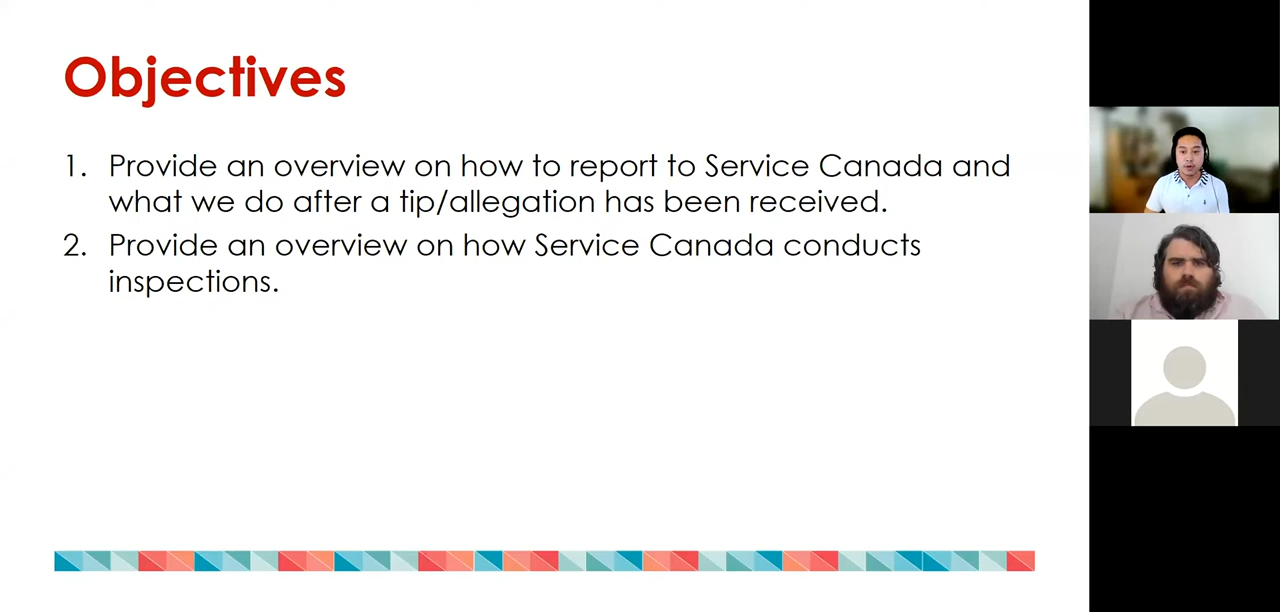 Objectives
1. Provide an overview on how to report to Service Canada and
what we do after a tip/allegation has been received.
2. Provide an overview on how Service Canada conducts
inspections.